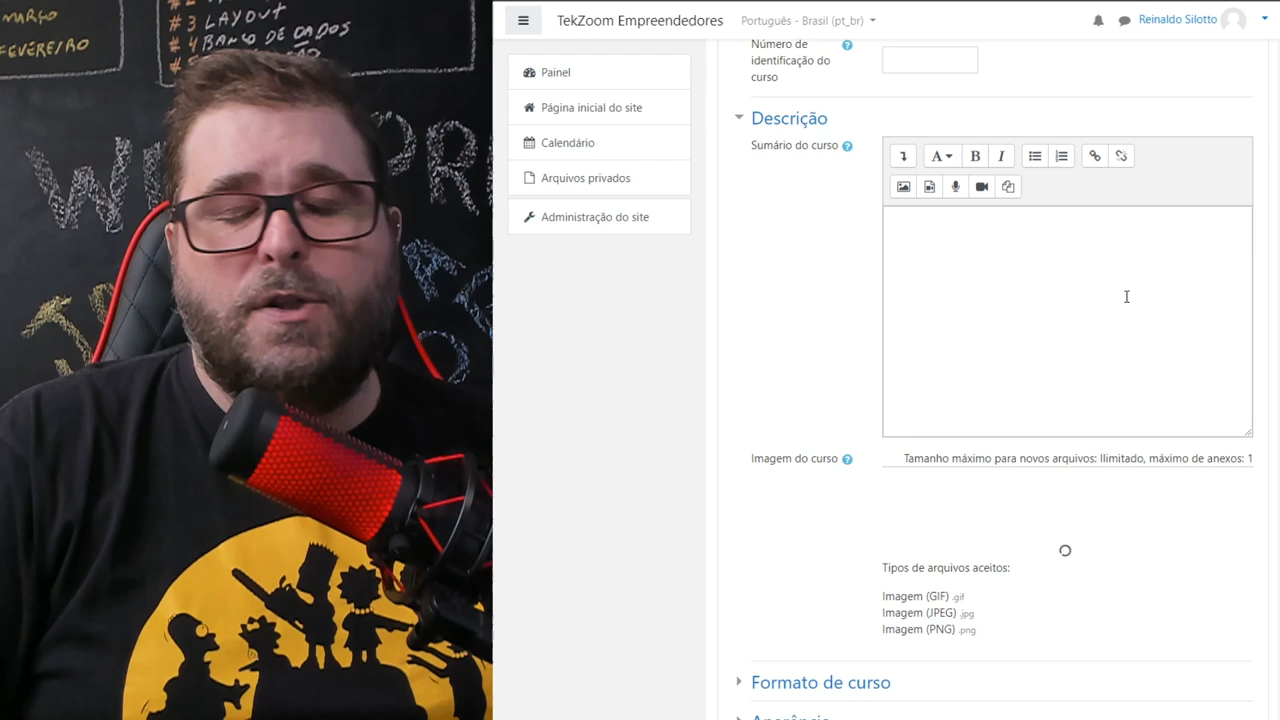 MARÇO
FEVEREIRO
# 3 LAYOUT
# 4 BANCO DE DADOS
TekZoom Empreendedores
Português - Brasil (pt_br)
Reinaldo Silotto
Painel
Página inicial do site
Calendário
Arquivos privados
Administração do site
Número de
identificação do
curso
Descrição
Sumário do curso
A B I
Imagem do curso
Tamanho máximo para novos arquivos: Ilimitado, máximo de anexos: 1
Tipos de arquivos aceitos:
Imagem (GIF) .gif
Imagem (JPEG) .jpg
Imagem (PNG) .png
Formato de curso
Aparência